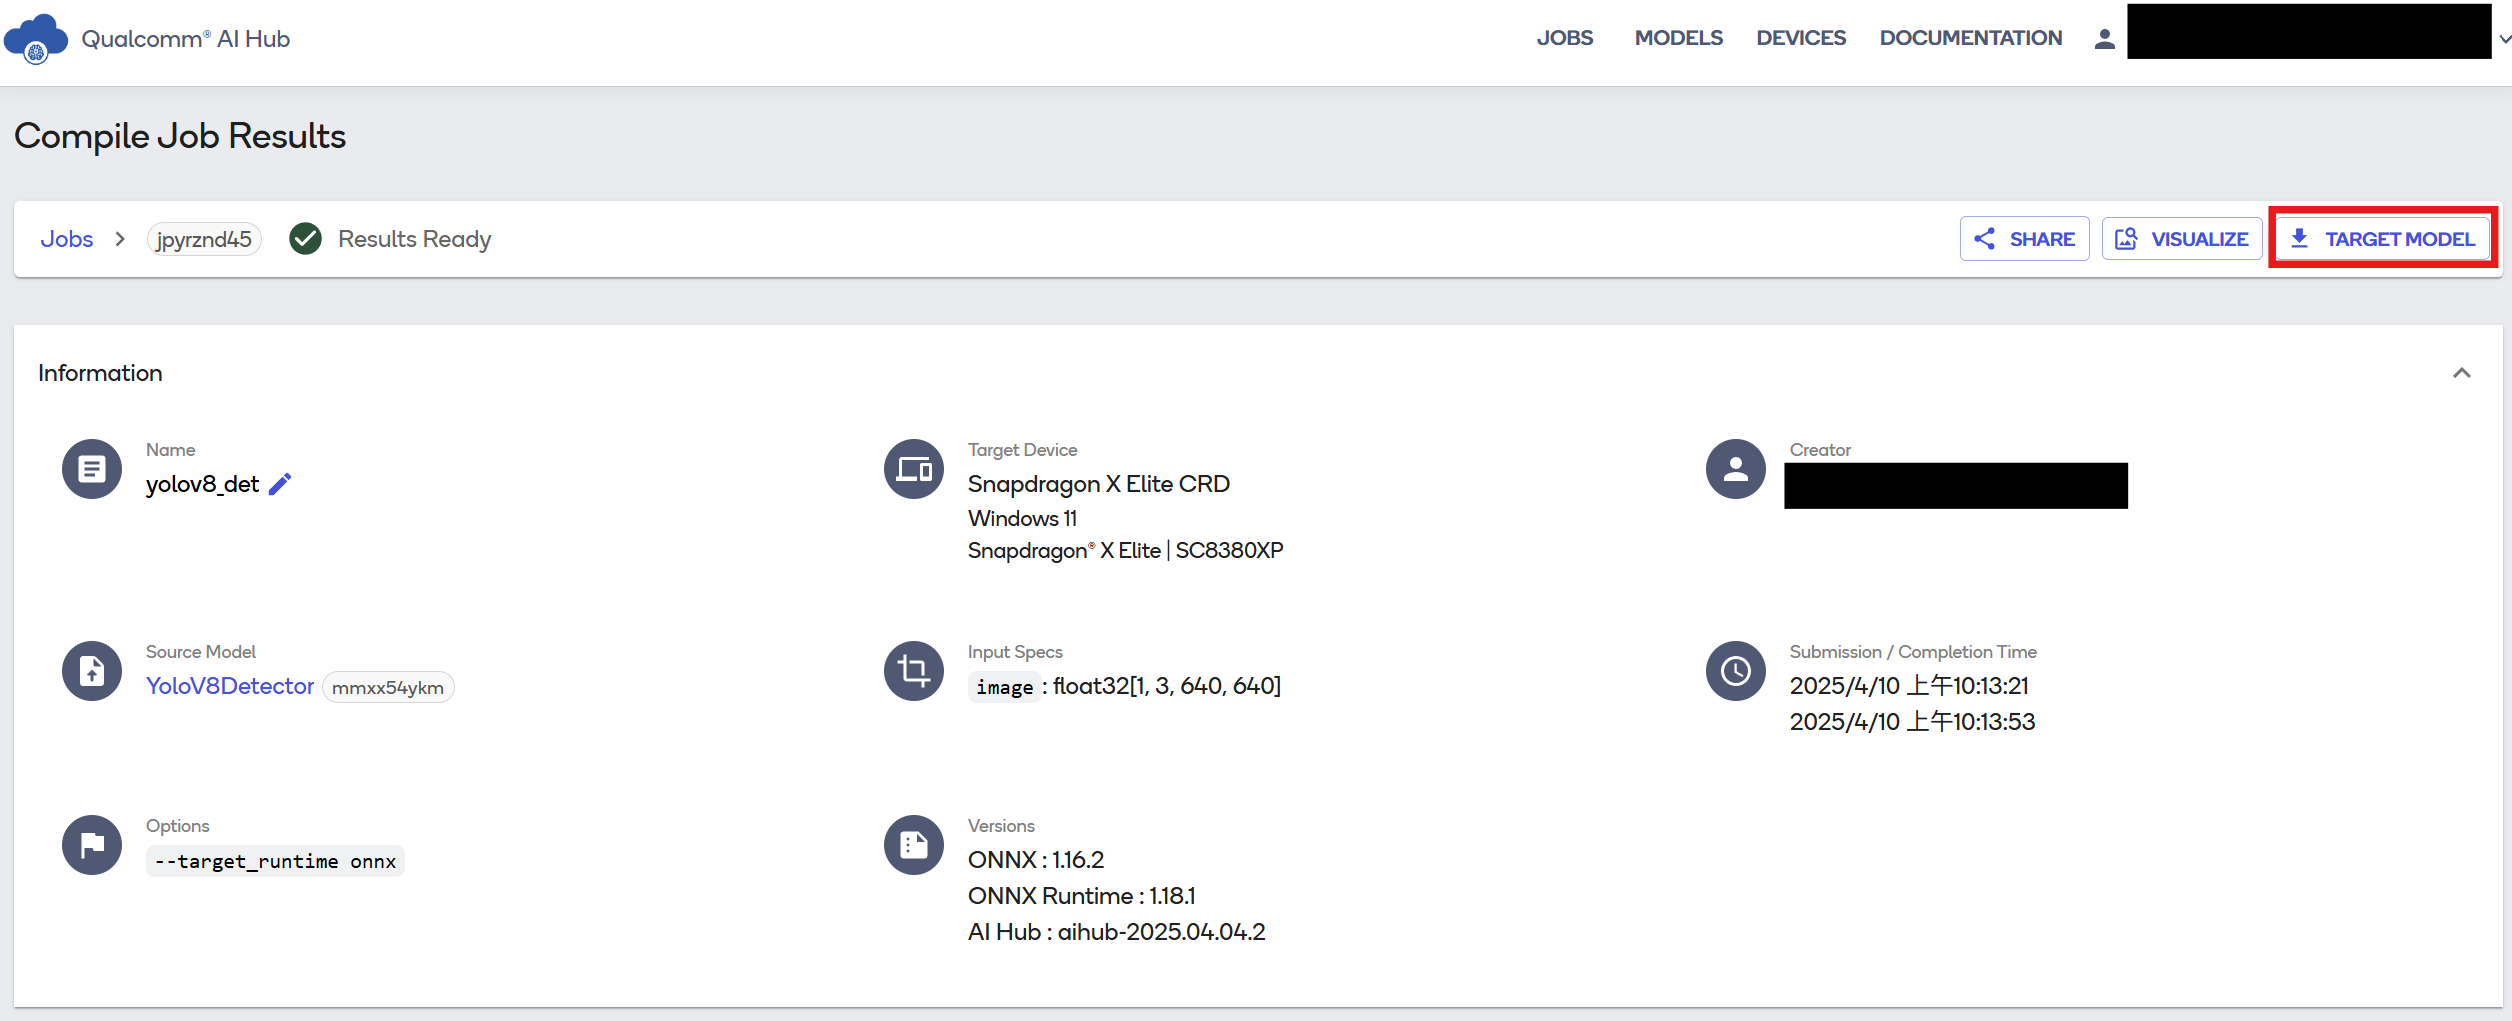 Qualcomm® AI Hub
JOBS MODELS DEVICES DOCUMENTATION
Compile Job Results
Jobs > jpyrznd45 Results Ready SHARE VISUALIZE TARGET MODEL
Information
Name
yolov8_det
Target Device
Snapdragon X Elite CRD
Windows 11
Snapdragon® X Elite | SC8380XP
Creator
Source Model
YoloV8Detector mmxx54ykm
Input Specs
image : float32[1, 3, 640, 640]
Submission / Completion Time
2025/4/10 上午10:13:21
2025/4/10 上午10:13:53
Options
--target_runtime onnx
Versions
ONNX : 1.16.2
ONNX Runtime : 1.18.1
AI Hub : aihub-2025.04.04.2